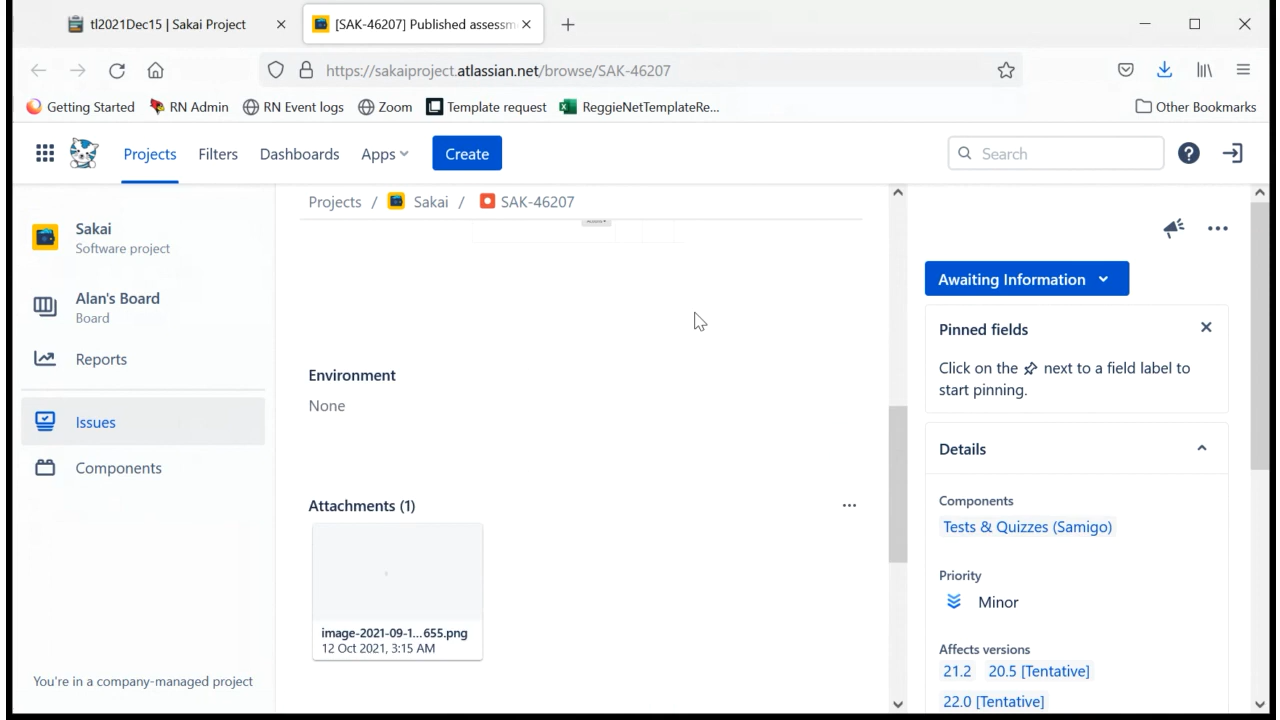 tl2021Dec15 | Sakai Project
[SAK-46207] Published assessm
https://sakaiproject.atlassian.net/browse/SAK-46207
Getting Started
RN Admin
RN Event logs
Zoom
Template request
ReggieNetTemplateRe...
Other Bookmarks
Projects
Filters
Dashboards
Apps
Create
Search
Projects / Sakai / SAK-46207
Sakai
Software project
Alan's Board
Board
Reports
Issues
Components
You're in a company-managed project
Environment
None
Attachments (1)
image-2021-09-1...655.png
12 Oct 2021, 3:15 AM
Awaiting Information
Pinned fields
Click on the next to a field label to
start pinning.
Details
Components
Tests & Quizzes (Samigo)
Priority
Minor
Affects versions
21.2 20.5 [Tentative]
22.0 [Tentative]